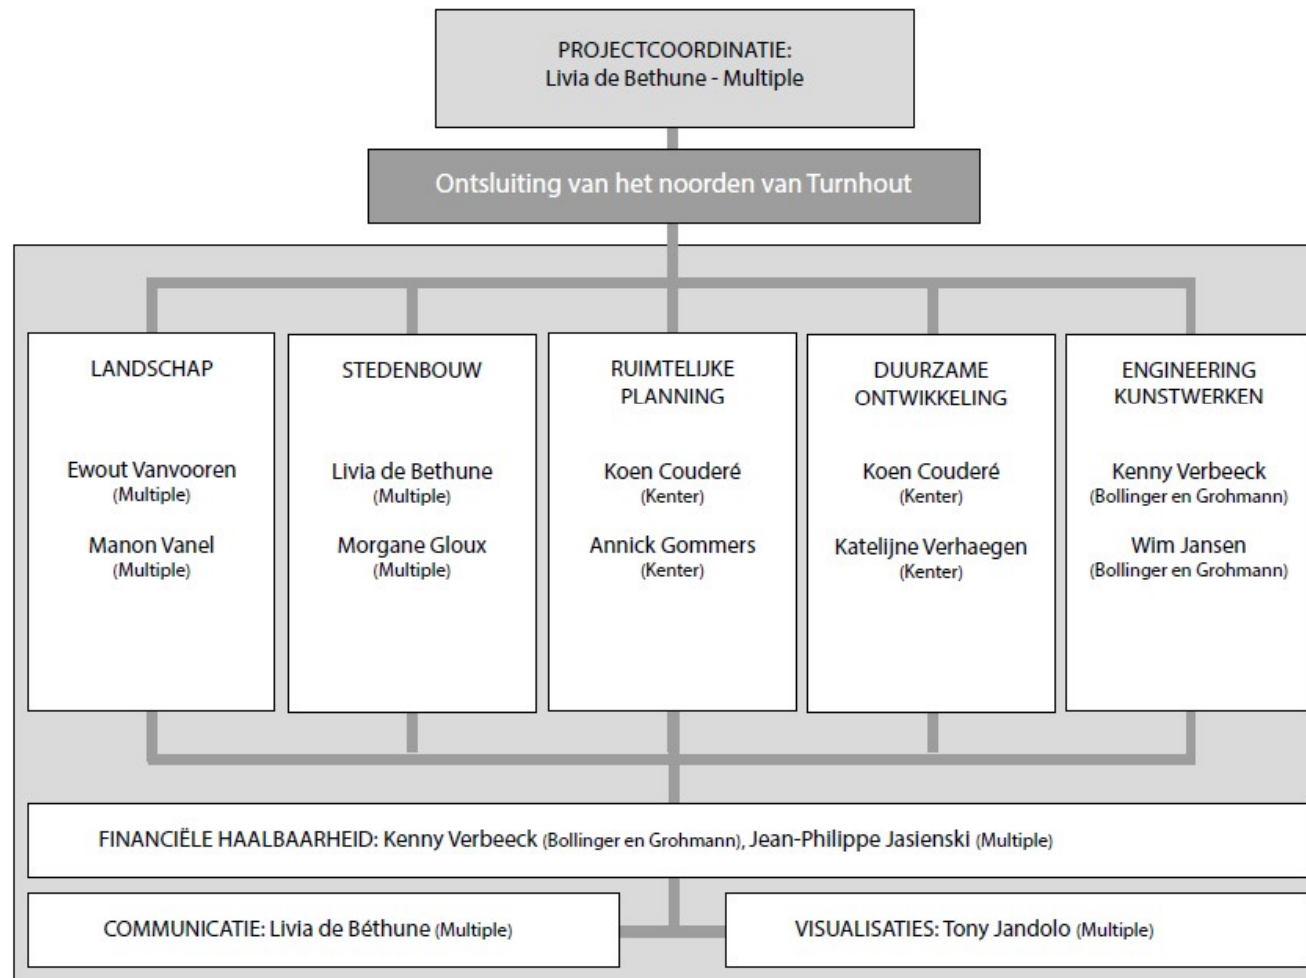 PROJECTCOORDINATIE:
Livia de Bethune - Multiple
Ontsluiting van het noorden van Turnhout
LANDSCHAP
Ewout Vanvooren
(Multiple)
Manon Vanel
(Multiple)
STEDENBOUW
Livia de Bethune
(Multiple)
Morgane Gloux
(Multiple)
RUIMTELIJKE
PLANNING
Koen Couderé
(Kenter)
Annick Gommers
(Kenter)
DUURZAME
ONTWIKKELING
Koen Couderé
(Kenter)
Katelijne Verhaegen
(Kenter)
ENGINEERING
KUNSTWERKEN
Kenny Verbeeck
(Bollinger en Grohmann)
Wim Jansen
(Bollinger en Grohmann)
FINANCIËLE HAALBAARHEID: Kenny Verbeeck (Bollinger en Grohmann), Jean-Philippe Jasienski (Multiple)
COMMUNICATIE: Livia de Béthune (Multiple)
VISUALISATIES: Tony Jandolo (Multiple)